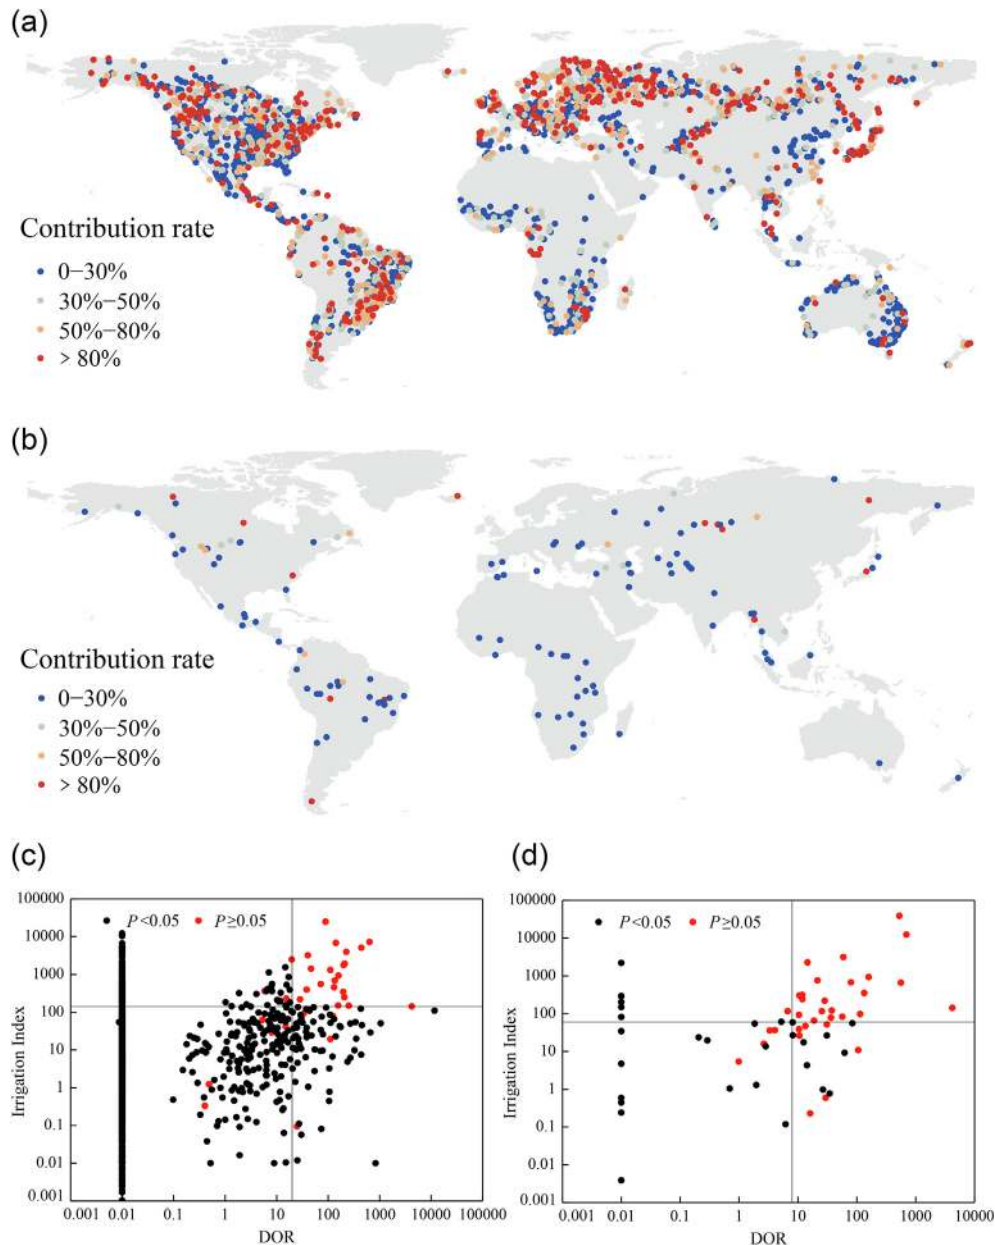 (a)
Contribution rate
0–30%
30%–50%
50%–80%
> 80%
(b)
Contribution rate
0–30%
30%–50%
50%–80%
> 80%
(c)
100000
10000
1000
100
10
1
0.1
0.01
0.001
Irrigation Index
P<0.05 P≥0.05
0.001 0.01 0.1 1 10 100 1000 10000 100000
DOR
(d)
100000
10000
1000
100
10
1
0.1
0.01
0.001
Irrigation Index
P<0.05 P≥0.05
0.001 0.01 0.1 1 10 100 1000 10000
DOR